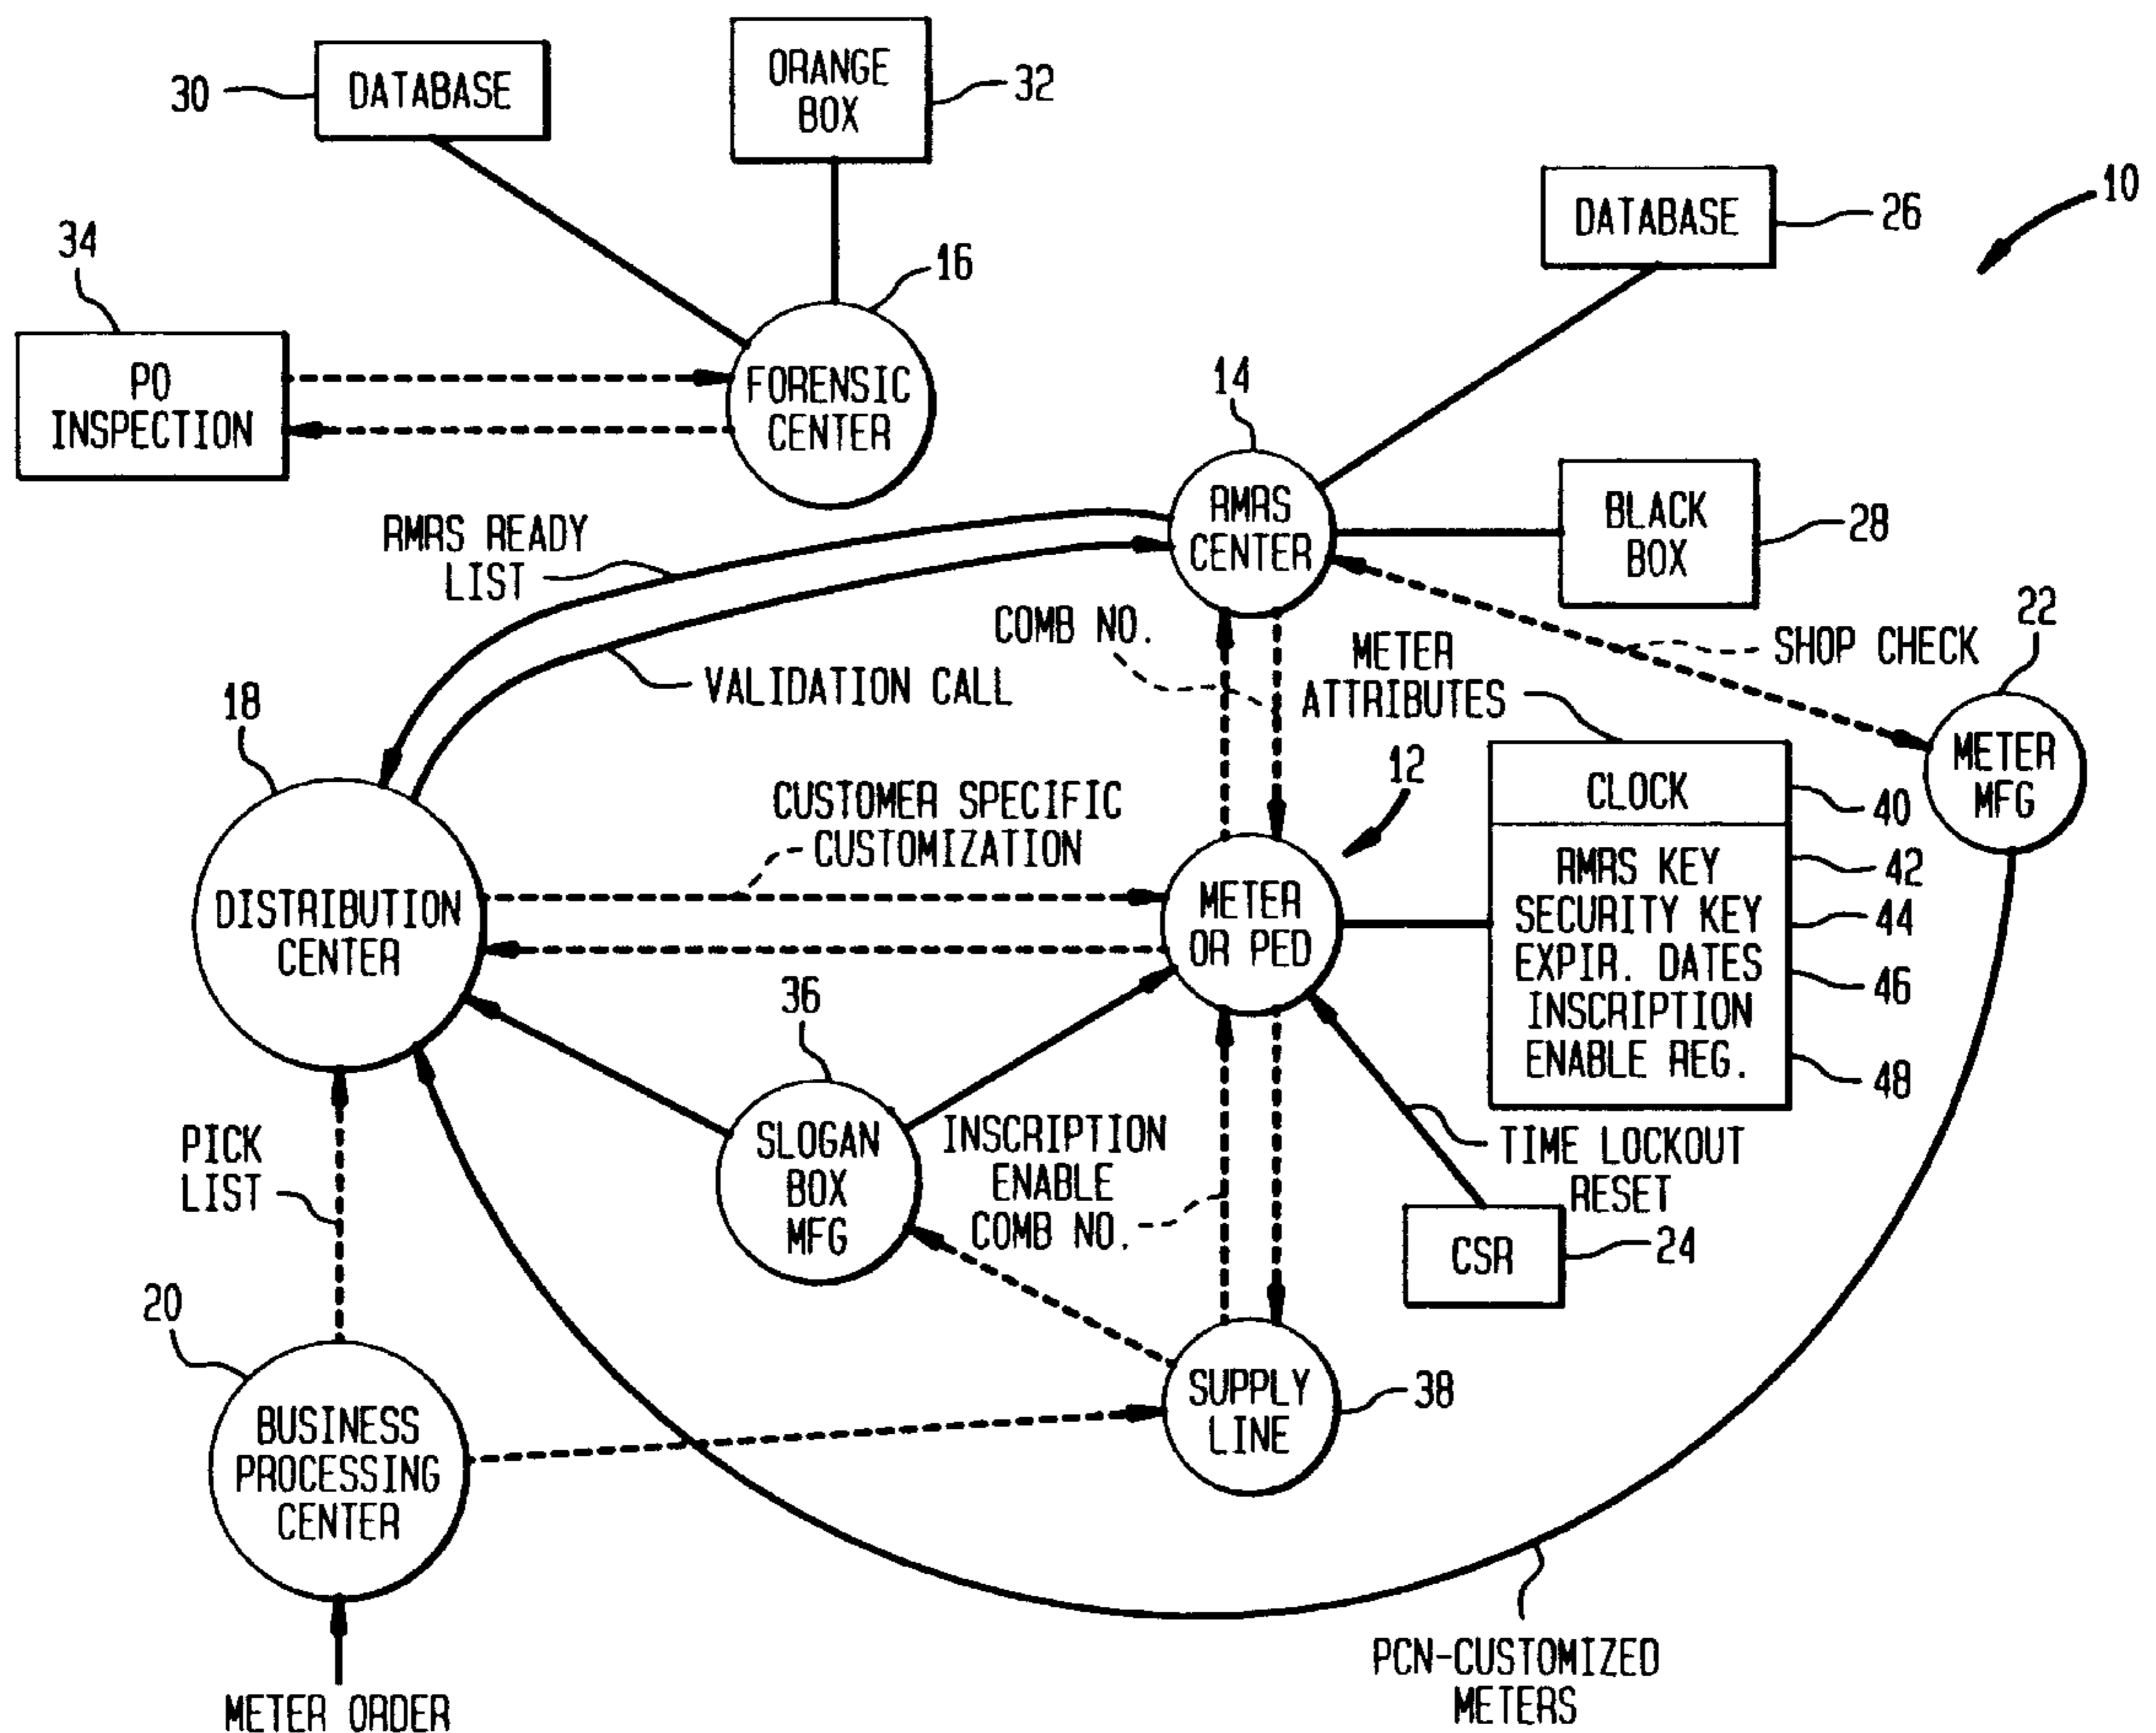 DATABASE
30
ORANGE
BOX
32
DATABASE
26
10
34
PO
INSPECTION
16
FORENSIC
CENTER
14
RMRS
CENTER
BLACK
BOX
28
RMRS READY
LIST
VALIDATION CALL
COMB NO.
METER
ATTRIBUTES
SHOP CHECK
22
METER
MFG
18
DISTRIBUTION
CENTER
CUSTOMER SPECIFIC
CUSTOMIZATION
12
METER
OR PED
CLOCK
40
RMRS KEY
42
SECURITY KEY
44
EXPIR. DATES
46
INSCRIPTION
ENABLE REG.
48
36
SLOGAN
BOX
MFG
INSCRIPTION
ENABLE
COMB NO.
TIME LOCKOUT
RESET
CSR
24
PICK
LIST
20
BUSINESS
PROCESSING
CENTER
SUPPLY
LINE
38
METER ORDER
PCN-CUSTOMIZED
METERS